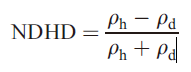 NDHD = (ρh − ρd) / (ρh + ρd)